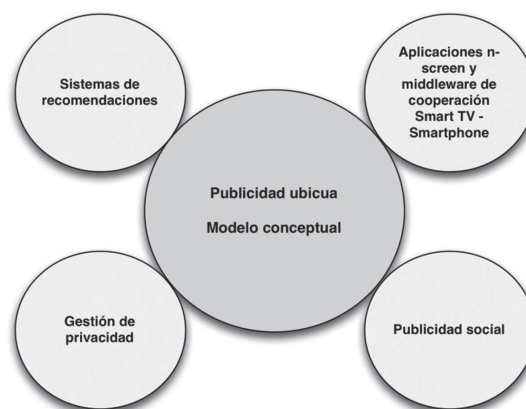 Sistemas de
recomendaciones
Aplicaciones n-
screen y
middleware de
cooperación
Smart TV -
Smartphone
Publicidad ubicua
Modelo conceptual
Gestión de
privacidad
Publicidad social